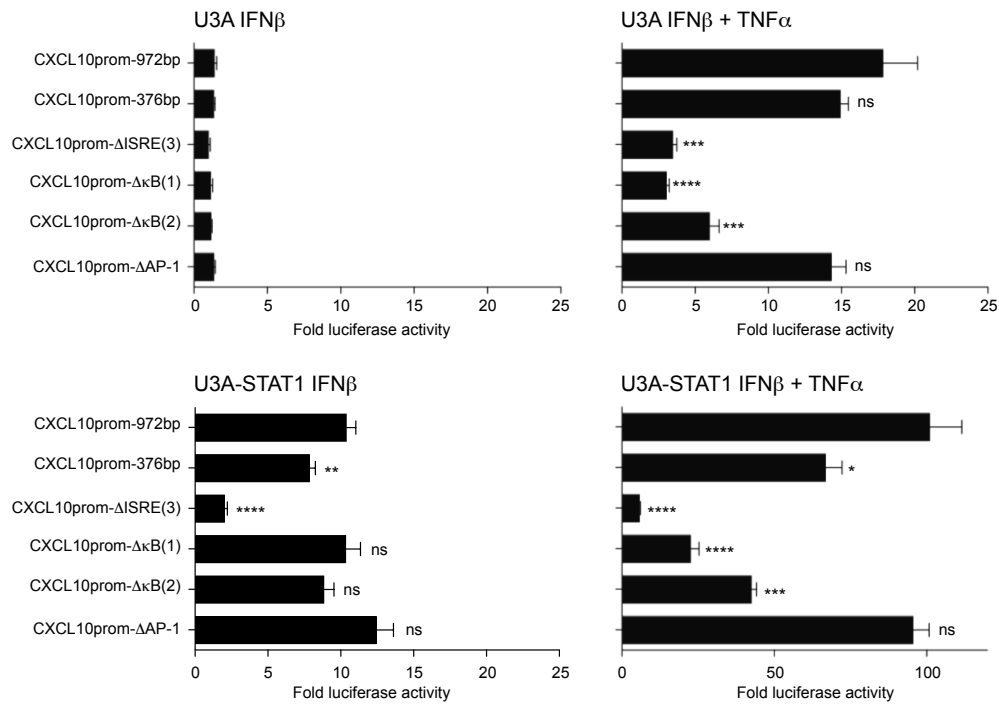 U3A IFNβ
CXCL10prom-972bp
CXCL10prom-376bp
CXCL10prom-ΔISRE(3)
CXCL10prom-ΔκB(1)
CXCL10prom-ΔκB(2)
CXCL10prom-ΔAP-1
0 5 10 15 20 25
Fold luciferase activity
U3A IFNβ + TNFα
ns
***
****
***
ns
0 5 10 15 20 25
Fold luciferase activity
U3A-STAT1 IFNβ
CXCL10prom-972bp
CXCL10prom-376bp **
CXCL10prom-ΔISRE(3) ****
CXCL10prom-ΔκB(1) ns
CXCL10prom-ΔκB(2) ns
CXCL10prom-ΔAP-1 ns
0 5 10 15 20 25
Fold luciferase activity
U3A-STAT1 IFNβ + TNFα
*
****
****
***
ns
0 50 100
Fold luciferase activity